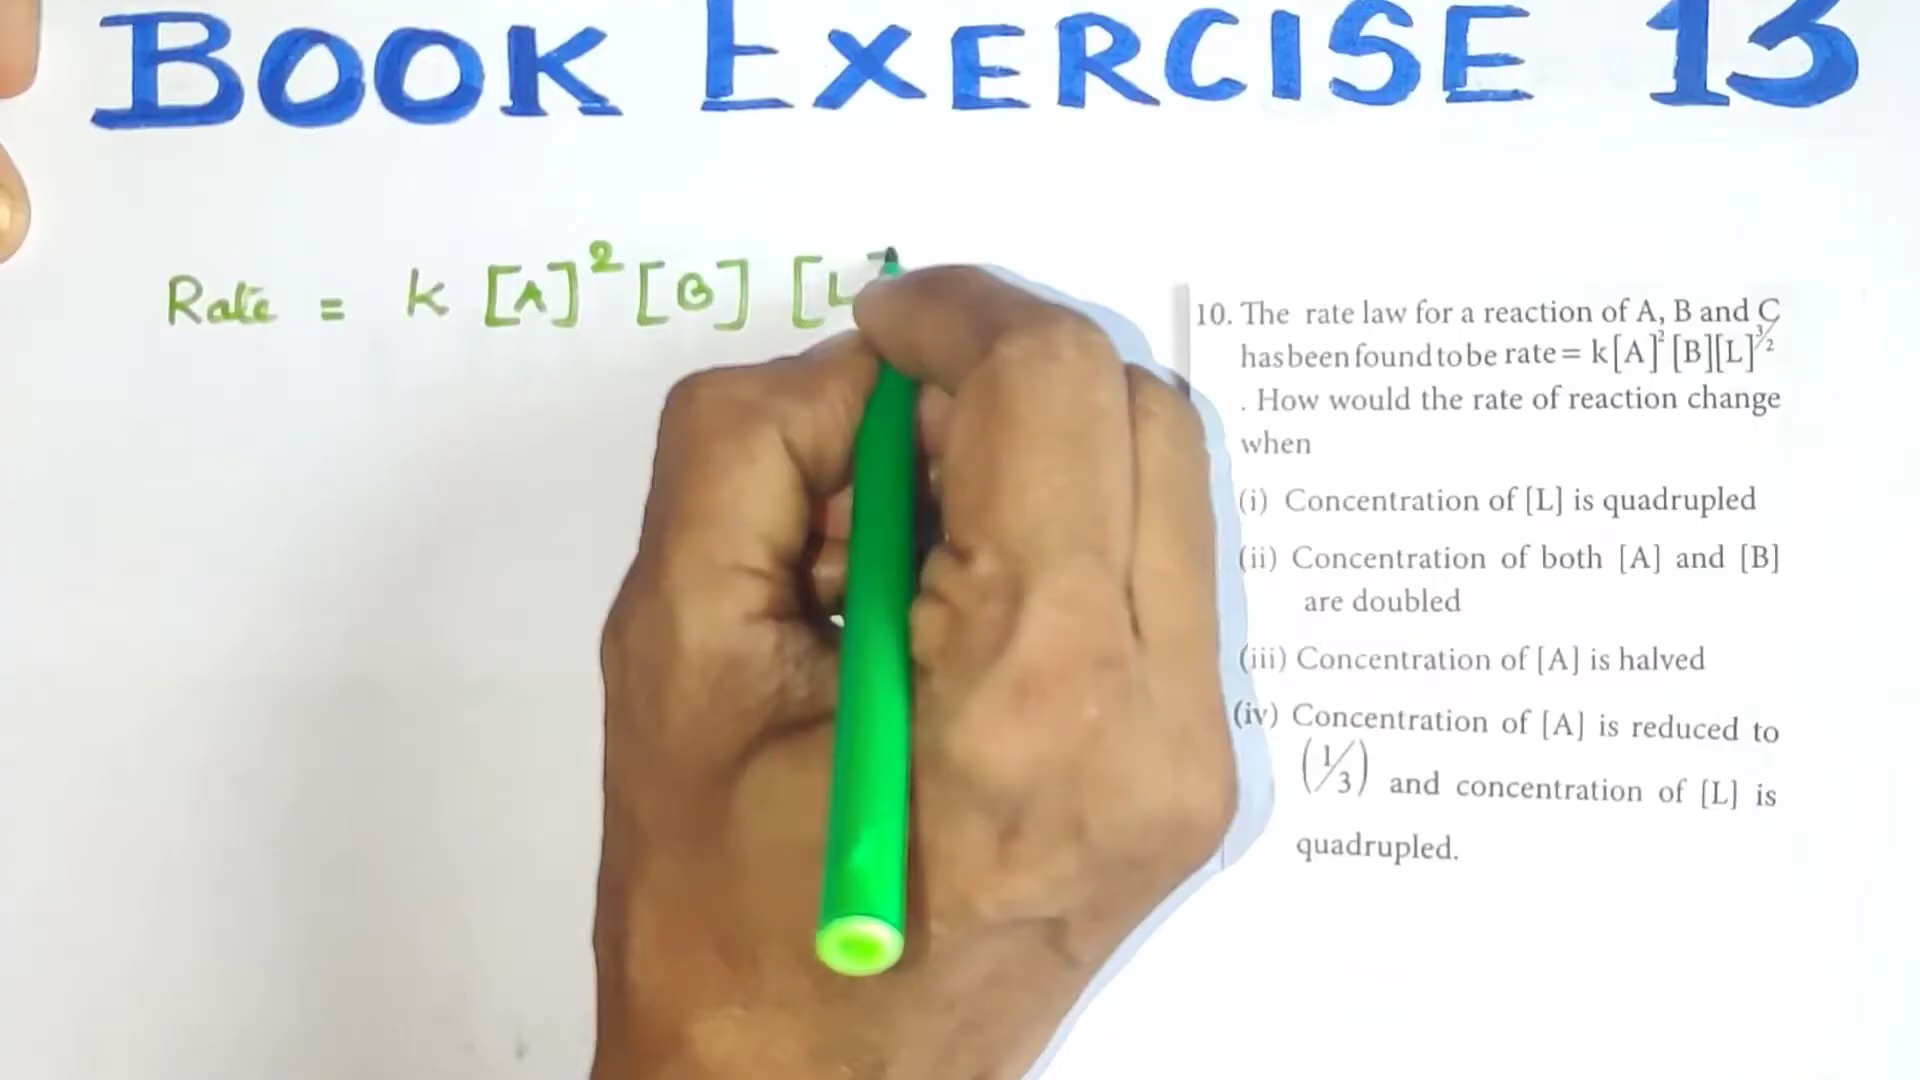 BOOK EXERCISE 13
Rate = k [A]² [B] [L]
10. The rate law for a reaction of A, B and C
has been found to be rate = k[A]² [B][L]^3/2
. How would the rate of reaction change
when
(i) Concentration of [L] is quadrupled
(ii) Concentration of both [A] and [B]
are doubled
(iii) Concentration of [A] is halved
(iv) Concentration of [A] is reduced to
(1/3) and concentration of [L] is
quadrupled.